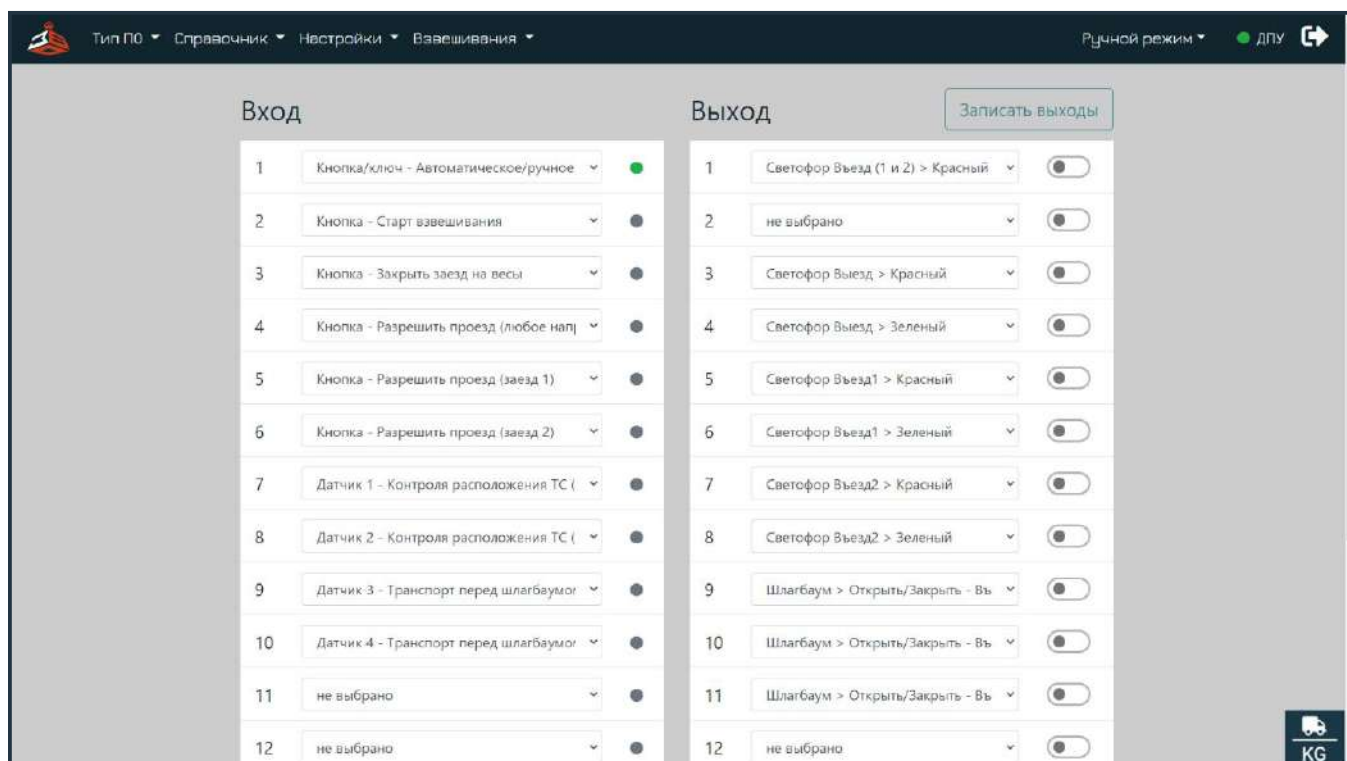 Тип ПО Справочник Настройки Взвешивания Ручной режим ДПУ
Вход
1 Кнопка/ключ - Автоматическое/ручное
2 Кнопка - Старт взвешивания
3 Кнопка - Закрыть заезд на весы
4 Кнопка - Разрешить проезд (любое нап
5 Кнопка - Разрешить проезд (заезд 1)
6 Кнопка - Разрешить проезд (заезд 2)
7 Датчик 1 - Контроля расположения ТС (
8 Датчик 2 - Контроля расположения ТС (
9 Датчик 3 - Транспорт перед шлагбаумо
10 Датчик 4 - Транспорт перед шлагбаумо
11 не выбрано
12 не выбрано
Выход Записать выходы
1 Светофор Въезд (1 и 2) > Красный
2 не выбрано
3 Светофор Выезд > Красный
4 Светофор Выезд > Зеленый
5 Светофор Въезд1 > Красный
6 Светофор Въезд1 > Зеленый
7 Светофор Въезд2 > Красный
8 Светофор Въезд2 > Зеленый
9 Шлагбаум > Открыть/Закрыть - Въ
10 Шлагбаум > Открыть/Закрыть - Въ
11 Шлагбаум > Открыть/Закрыть - Въ
12 не выбрано
KG